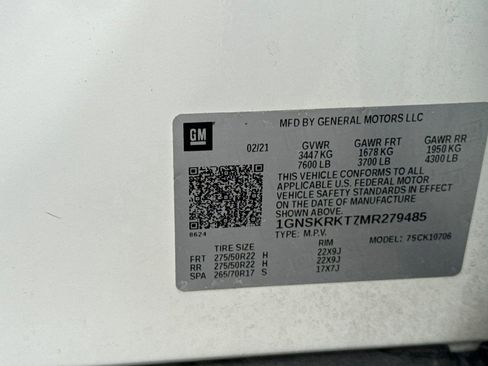 GM
MFD BY GENERAL MOTORS LLC
02/21 GVWR GAWR FRT GAWR RR
3447 KG 1678 KG 1950 KG
7600 LB 3700 LB 4300 LB
THIS VEHICLE CONFORMS TO ALL
APPLICABLE U.S. FEDERAL MOTOR
VEHICLE SAFETY STANDARDS IN EFFECT
ON THE DATE OF MANUFACTURE
SHOWN ABOVE.
1GNSKRKT7MR279485
8624
TYPE: M.P.V. MODEL: 7SCK10706
TIRE SIZE RIM
FRT 275/50R22 H 22X9J
RR 275/50R22 H 22X9J
SPA 265/70R17 S 17X7J